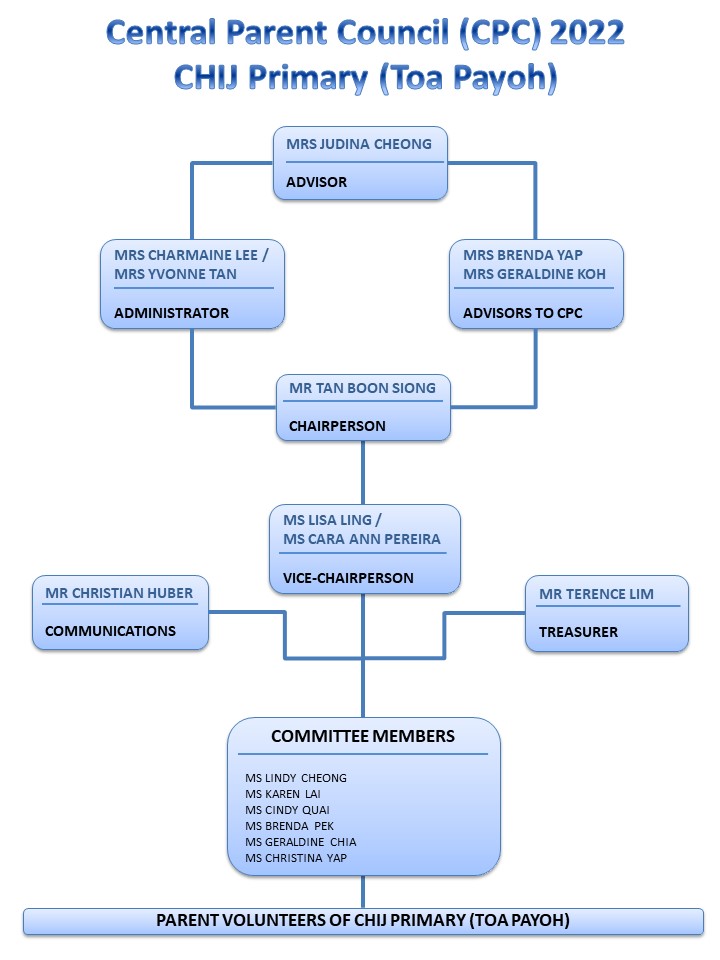 Central Parent Council (CPC) 2022
CHIJ Primary (Toa Payoh)
MRS JUDINA CHEONG
ADVISOR
MRS CHARMAINE LEE /
MRS YVONNE TAN
ADMINISTRATOR
MRS BRENDA YAP
MRS GERALDINE KOH
ADVISORS TO CPC
MR TAN BOON SIONG
CHAIRPERSON
MS LISA LING /
MS CARA ANN PEREIRA
VICE-CHAIRPERSON
MR CHRISTIAN HUBER
COMMUNICATIONS
MR TERENCE LIM
TREASURER
COMMITTEE MEMBERS
MS LINDY CHEONG
MS KAREN LAI
MS CINDY QUAI
MS BRENDA PEK
MS GERALDINE CHIA
MS CHRISTINA YAP
PARENT VOLUNTEERS OF CHIJ PRIMARY (TOA PAYOH)